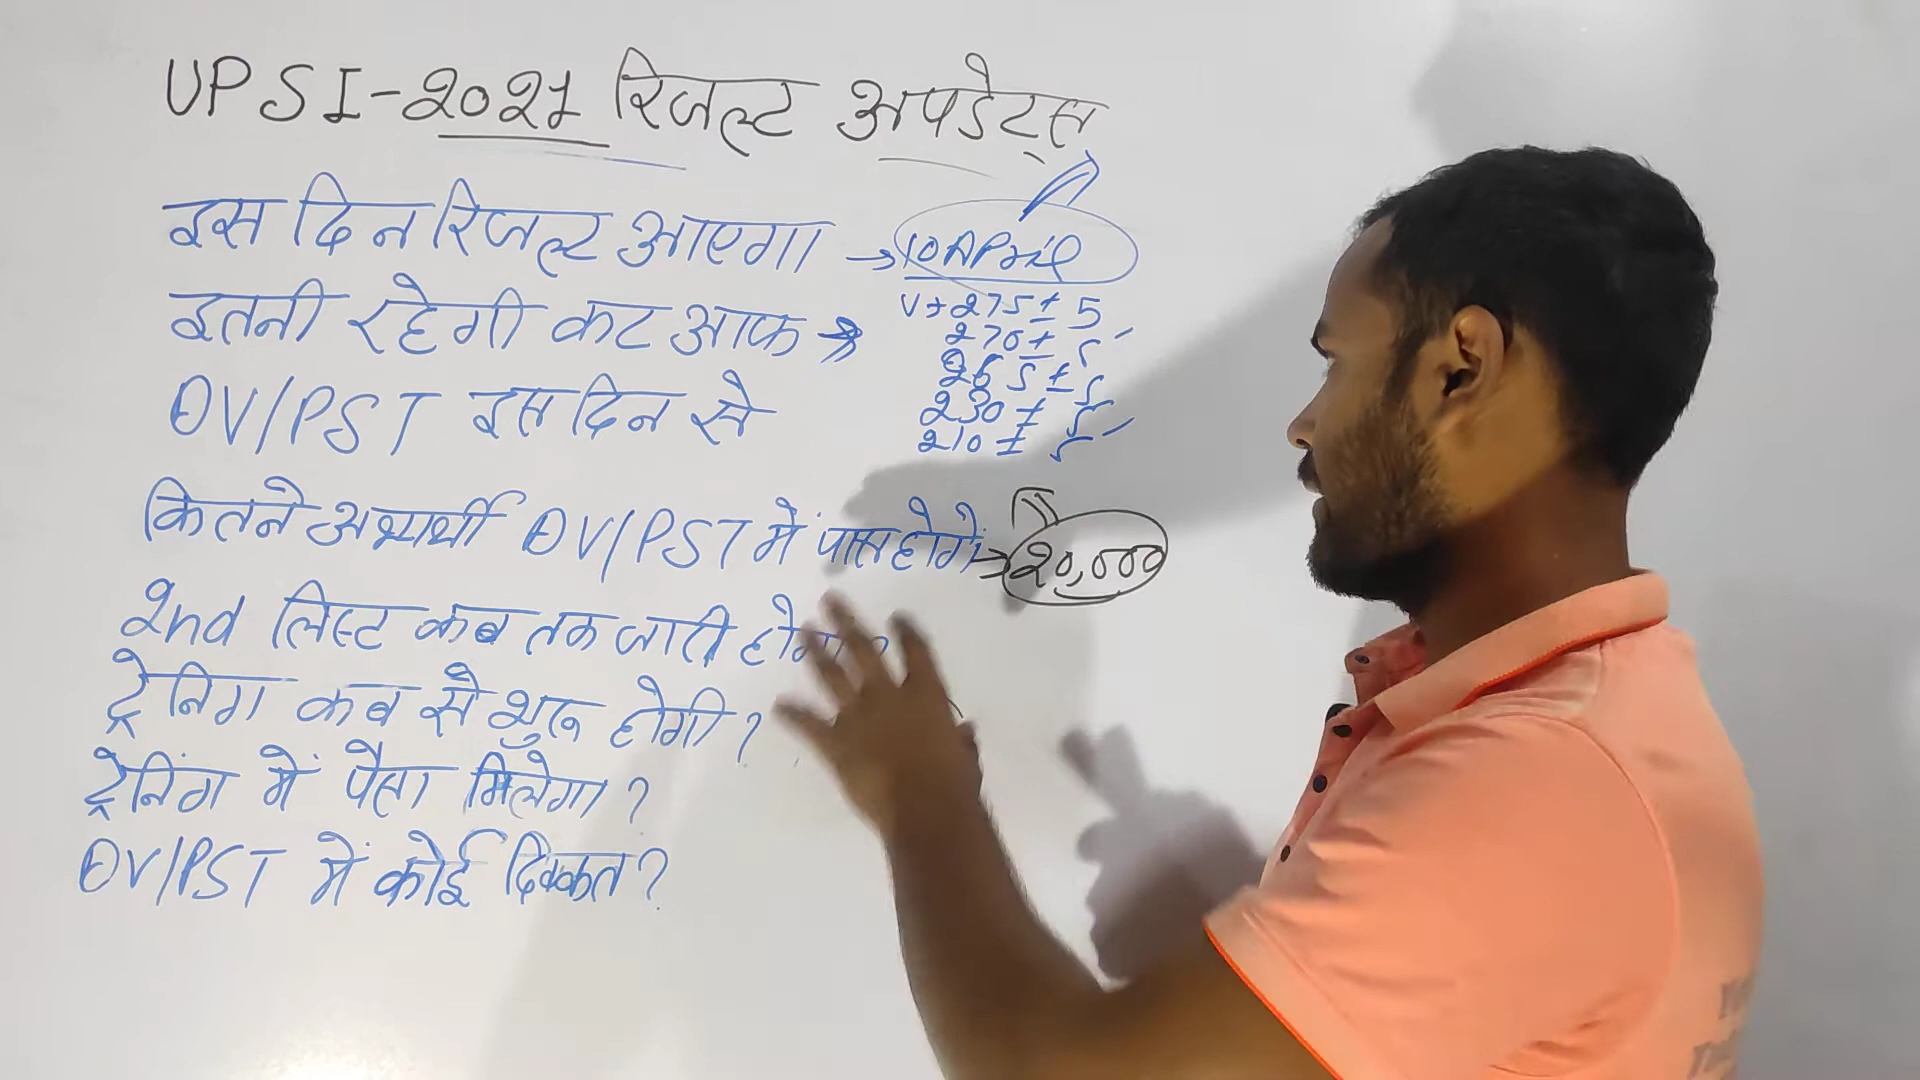 UPSI-2021 रिजल्ट अपडेट्स
इस दिन रिजल्ट आएगा → 10 April
इतनी रहेगी कट आफ →
275 ± 5
270 ± 5
265 ± 5
230 ± 5
210 ± 5
DV/PST इस दिन से
कितने अभ्यर्थी DV/PST में पास होगें → 20,000
2nd लिस्ट कब तक जारी
ट्रेनिग कब से शुरू होगी?
ट्रेनिंग में पैसा मिलेगा?
DV/PST में कोई दिक्कत?